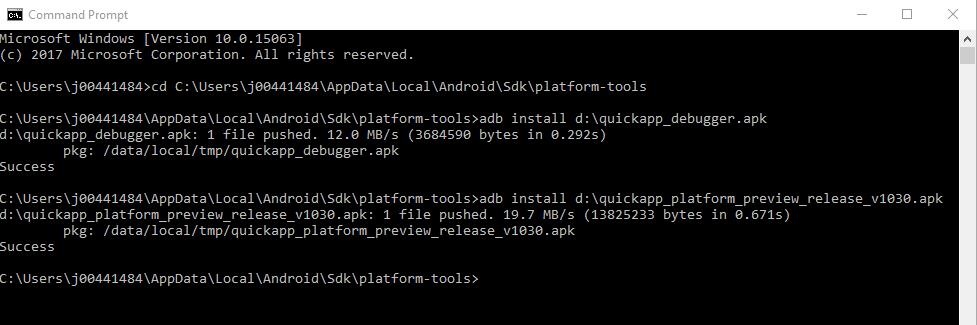 Command Prompt
Microsoft Windows [Version 10.0.15063]
(c) 2017 Microsoft Corporation. All rights reserved.
C:\Users\j00441484>cd C:\Users\j00441484\AppData\Local\Android\Sdk\platform-tools
C:\Users\j00441484\AppData\Local\Android\Sdk\platform-tools>adb install d:\quickapp_debugger.apk
d:\quickapp_debugger.apk: 1 file pushed. 12.0 MB/s (3684590 bytes in 0.292s)
pkg: /data/local/tmp/quickapp_debugger.apk
Success
C:\Users\j00441484\AppData\Local\Android\Sdk\platform-tools>adb install d:\quickapp_platform_preview_release_v1030.apk
d:\quickapp_platform_preview_release_v1030.apk: 1 file pushed. 19.7 MB/s (13825233 bytes in 0.671s)
pkg: /data/local/tmp/quickapp_platform_preview_release_v1030.apk
Success
C:\Users\j00441484\AppData\Local\Android\Sdk\platform-tools>